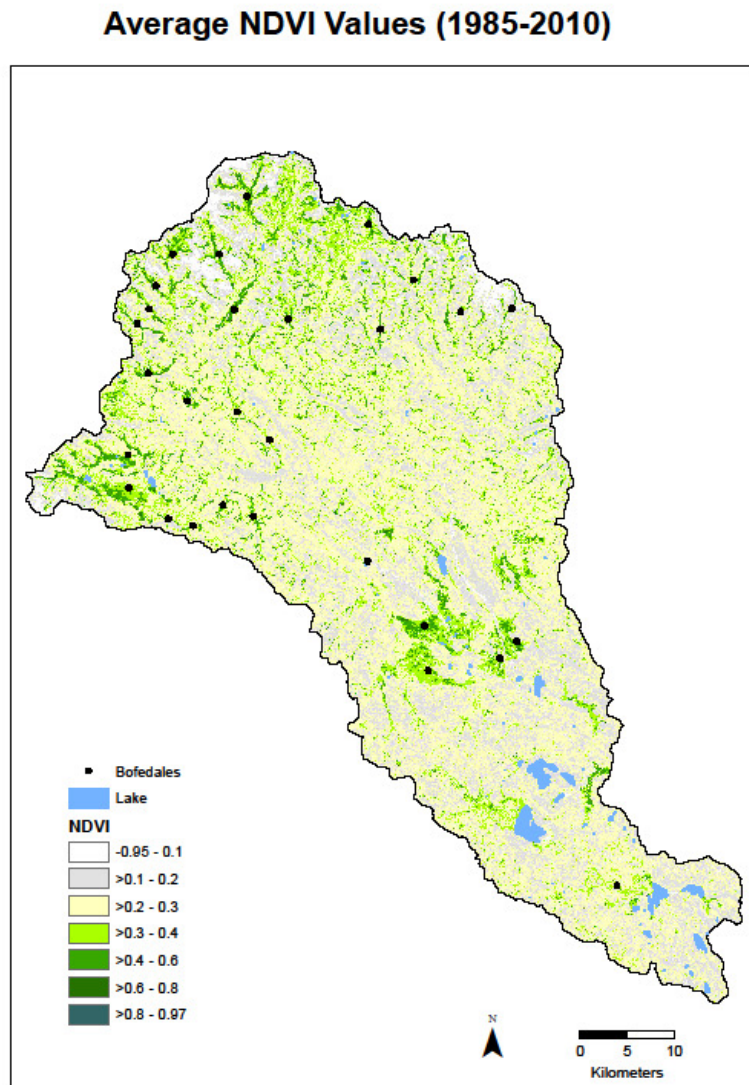 Average NDVI Values (1985-2010)
Bofedales
Lake
NDVI
-0.95 - 0.1
>0.1 - 0.2
>0.2 - 0.3
>0.3 - 0.4
>0.4 - 0.6
>0.6 - 0.8
>0.8 - 0.97
N
0 5 10
Kilometers